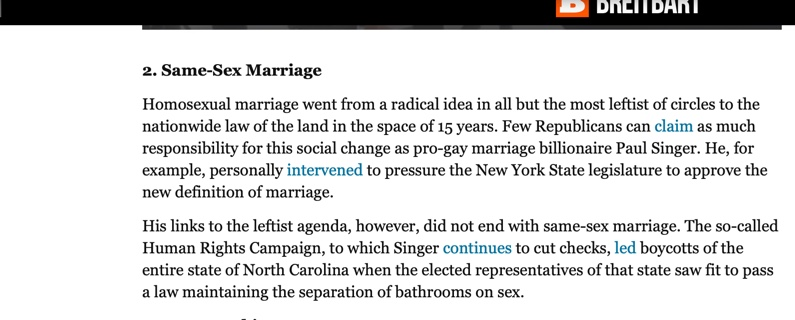 BREITBART
2. Same-Sex Marriage
Homosexual marriage went from a radical idea in all but the most leftist of circles to the
nationwide law of the land in the space of 15 years. Few Republicans can claim as much
responsibility for this social change as pro-gay marriage billionaire Paul Singer. He, for
example, personally intervened to pressure the New York State legislature to approve the
new definition of marriage.
His links to the leftist agenda, however, did not end with same-sex marriage. The so-called
Human Rights Campaign, to which Singer continues to cut checks, led boycotts of the
entire state of North Carolina when the elected representatives of that state saw fit to pass
a law maintaining the separation of bathrooms on sex.